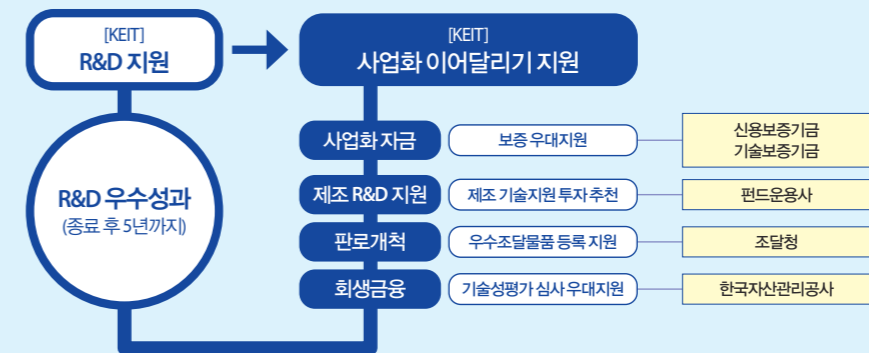 [KEIT]
R&D 지원
[KEIT]
사업화 이어달리기 지원
R&D 우수성과
(종료 후 5년까지)
사업화 자금
보증 우대지원
신용보증기금
기술보증기금
제조 R&D 지원
제조 기술지원 투자 추천
펀드운용사
판로개척
우수조달물품 등록 지원
조달청
회생금융
기술성평가 심사 우대지원
한국자산관리공사